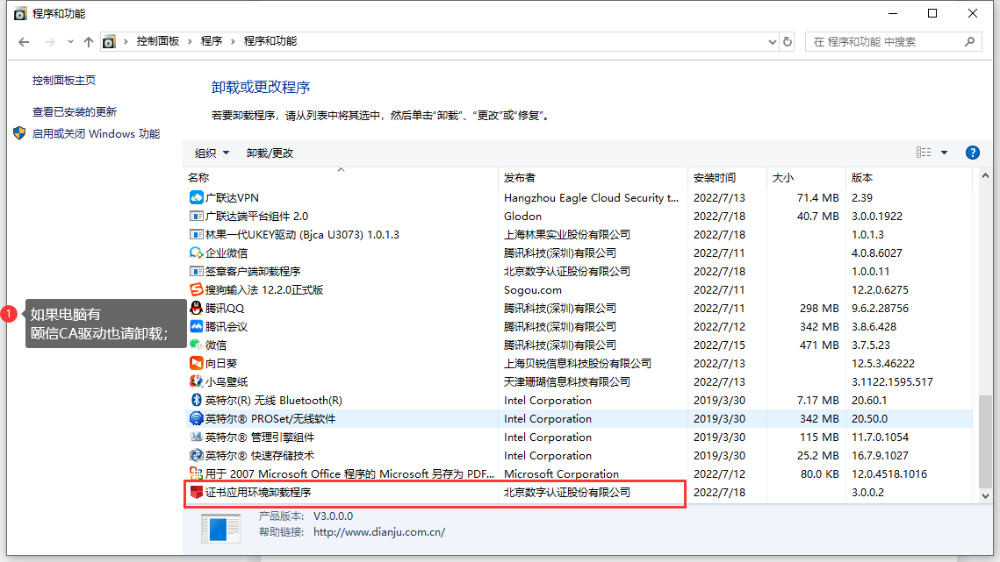 程序和功能
控制面板 程序 程序和功能
在 程序和功能 中搜索
控制面板主页
查看已安装的更新
启用或关闭 Windows 功能
卸载或更改程序
若要卸载程序，请从列表中将其选中，然后单击“卸载”、“更改”或“修复”。
组织 卸载/更改
名称 发布者 安装时间 大小 版本
广联达VPN Hangzhou Eagle Cloud Security t... 2022/7/13 71.4 MB 2.39
广联达端平台组件 2.0 Glodon 2022/7/18 40.7 MB 3.0.0.1922
林果一代UKEY驱动 (Bjca U3073) 1.0.1.3 上海林果实业股份有限公司 2022/7/18 1.0.1.3
企业微信 腾讯科技(深圳)有限公司 2022/7/11 4.0.8.6027
签章客户端卸载程序 北京数字认证股份有限公司 2022/7/18 1.0.0.11
搜狗输入法 12.2.0正式版 Sogou.com 2022/7/11 12.2.0.6275
腾讯QQ 腾讯科技(深圳)有限公司 2022/7/11 298 MB 9.6.2.28756
腾讯会议 腾讯科技(深圳)有限公司 2022/7/12 342 MB 3.8.6.428
微信 腾讯科技(深圳)有限公司 2022/7/15 471 MB 3.7.5.23
向日葵 上海贝锐信息科技股份有限公司 2022/7/13 12.5.3.46222
小鸟壁纸 天津珊瑚信息科技有限公司 2022/7/13 3.1122.1595.517
英特尔(R) 无线 Bluetooth(R) Intel Corporation 2019/3/30 7.17 MB 20.60.1
英特尔® PROSet/无线软件 Intel Corporation 2019/3/30 342 MB 20.50.0
英特尔® 管理引擎组件 Intel Corporation 2019/3/30 115 MB 11.7.0.1054
英特尔® 快速存储技术 Intel Corporation 2019/3/30 25.2 MB 16.7.9.1027
用于 2007 Microsoft Office 程序的 Microsoft 另存为 PDF... Microsoft Corporation 2022/7/12 80.0 KB 12.0.4518.1016
证书应用环境卸载程序 北京数字认证股份有限公司 2022/7/18 3.0.0.2
1 如果电脑有
颐信CA驱动也请卸载；
产品版本: V3.0.0.0
帮助链接: http://www.dianju.com.cn/